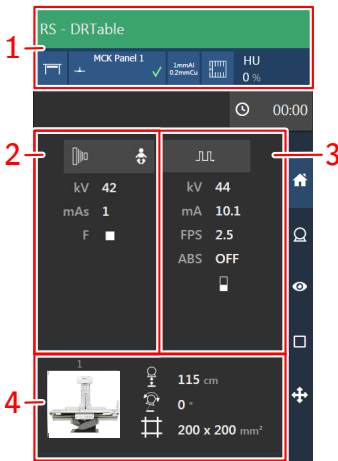 RS - DRTable
1
MCK Panel 1
1mmAl
0.2mmCu
HU
0 %
00:00
2
3
kV 42
mAs 1
F
kV 44
mA 10.1
FPS 2.5
ABS OFF
4
1
115 cm
0 °
200 x 200 mm²